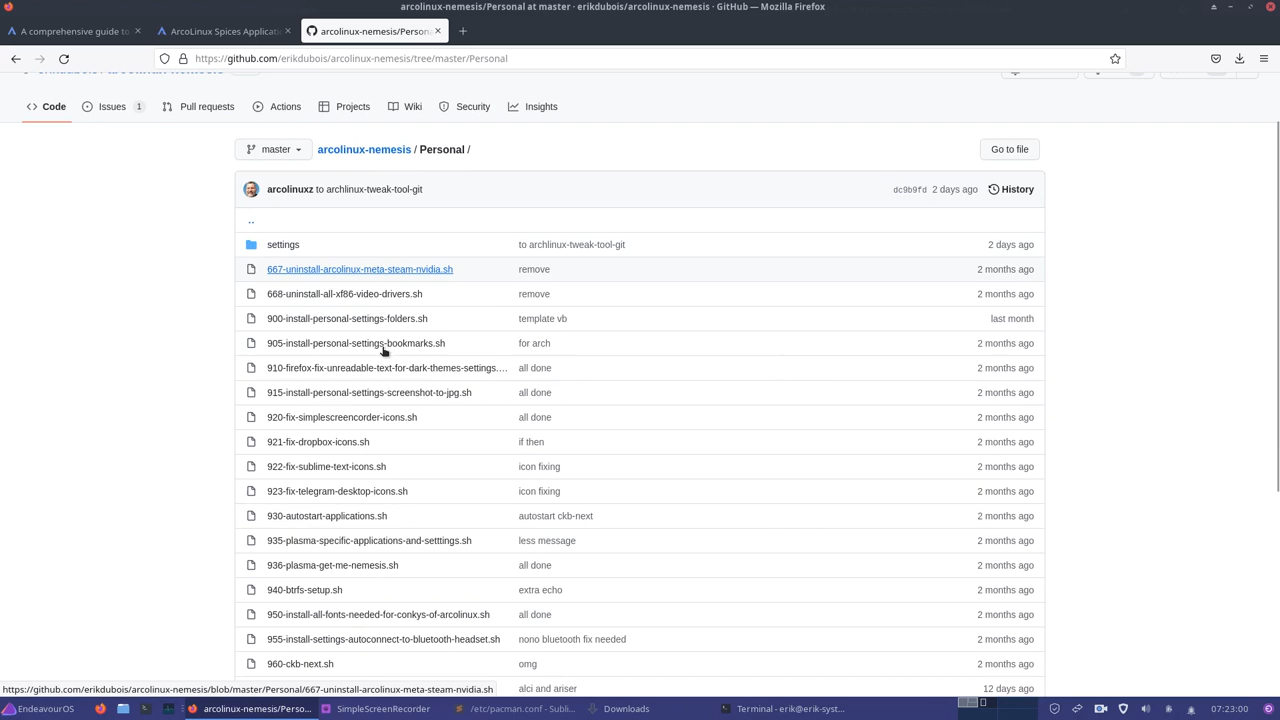 arcolinux-nemesis/Personal at master · erikdubois/arcolinux-nemesis · GitHub — Mozilla Firefox
A comprehensive guide to
ArcoLinux Spices Applicati
arcolinux-nemesis/Person
https://github.com/erikdubois/arcolinux-nemesis/tree/master/Personal
Code Issues 1 Pull requests Actions Projects Wiki Security Insights
master arcolinux-nemesis / Personal / Go to file
arcolinuxz to archlinux-tweak-tool-git dc9b9fd 2 days ago History
..
settings to archlinux-tweak-tool-git 2 days ago
667-uninstall-arcolinux-meta-steam-nvidia.sh remove 2 months ago
668-uninstall-all-xf86-video-drivers.sh remove 2 months ago
900-install-personal-settings-folders.sh template vb last month
905-install-personal-settings-bookmarks.sh for arch 2 months ago
910-firefox-fix-unreadable-text-for-dark-themes-settings.… all done 2 months ago
915-install-personal-settings-screenshot-to-jpg.sh all done 2 months ago
920-fix-simplescreencorder-icons.sh all done 2 months ago
921-fix-dropbox-icons.sh if then 2 months ago
922-fix-sublime-text-icons.sh icon fixing 2 months ago
923-fix-telegram-desktop-icons.sh icon fixing 2 months ago
930-autostart-applications.sh autostart ckb-next 2 months ago
935-plasma-specific-applications-and-setttings.sh less message 2 months ago
936-plasma-get-me-nemesis.sh all done 2 months ago
940-btrfs-setup.sh extra echo 2 months ago
950-install-all-fonts-needed-for-conkys-of-arcolinux.sh all done 2 months ago
955-install-settings-autoconnect-to-bluetooth-headset.sh nono bluetooth fix needed 2 months ago
960-ckb-next.sh omg 2 months ago
alci and ariser 12 days ago
https://github.com/erikdubois/arcolinux-nemesis/blob/master/Personal/667-uninstall-arcolinux-meta-steam-nvidia.sh
EndeavourOS arcolinux-nemesis/Perso... SimpleScreenRecorder /etc/pacman.conf - Subli... Downloads Terminal - erik@erik-syst... 07:23:00